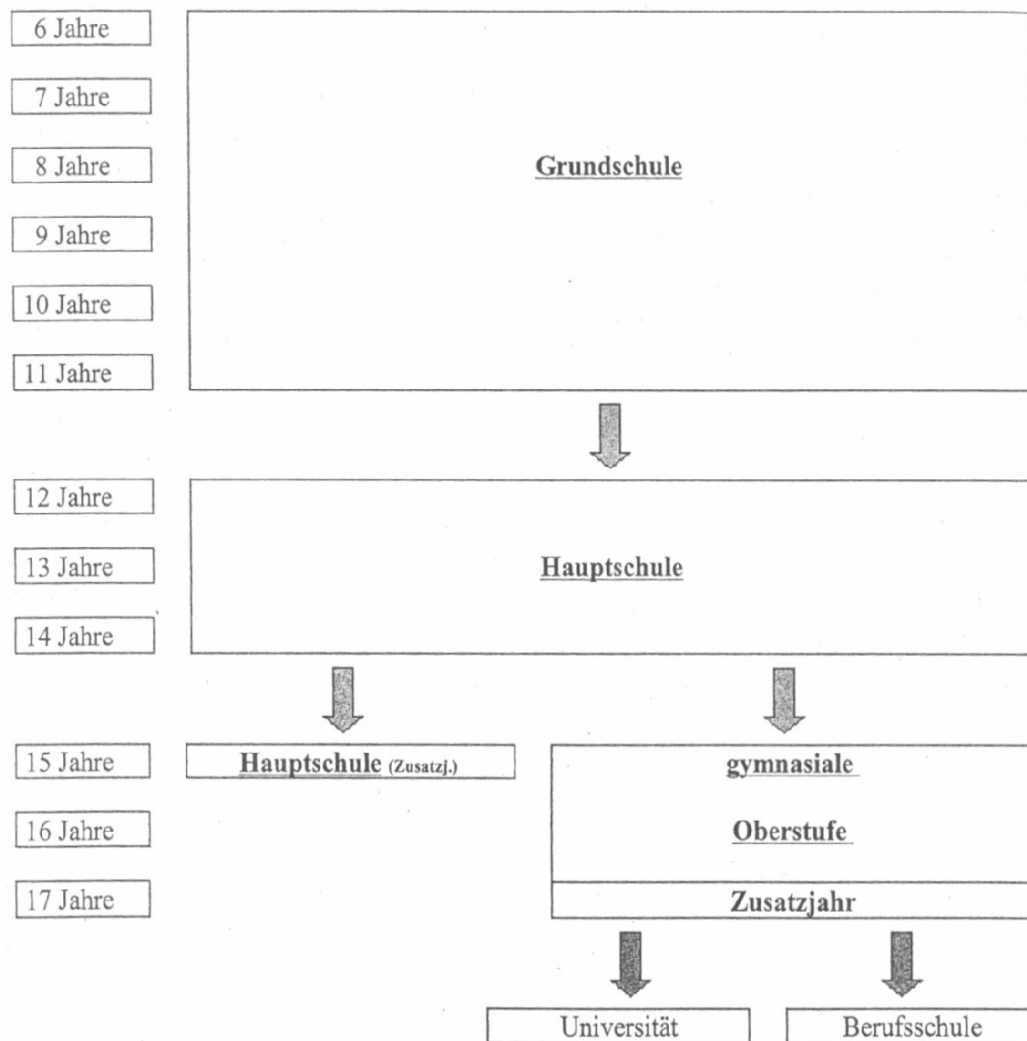 6 Jahre
7 Jahre
8 Jahre
Grundschule
9 Jahre
10 Jahre
11 Jahre
12 Jahre
13 Jahre
Hauptschule
14 Jahre
15 Jahre
Hauptschule (Zusatzj.)
gymnasiale
16 Jahre
Oberstufe
17 Jahre
Zusatzjahr
Universität
Berufsschule